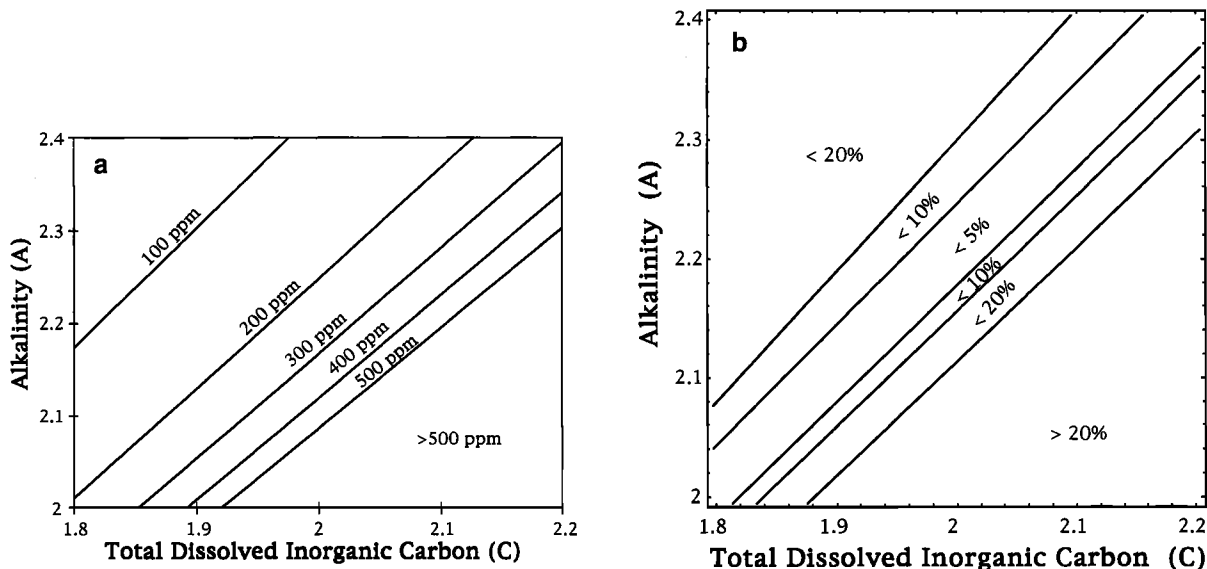 a
2.4
2.3
2.2
2.1
2
Alkalinity (A)
100 ppm
200 ppm
300 ppm
400 ppm
500 ppm
>500 ppm
1.8 1.9 2 2.1 2.2
Total Dissolved Inorganic Carbon (C)
b
2.4
2.3
2.2
2.1
2
Alkalinity (A)
< 20%
< 10%
< 5%
< 10%
< 20%
> 20%
1.8 1.9 2 2.1 2.2
Total Dissolved Inorganic Carbon (C)